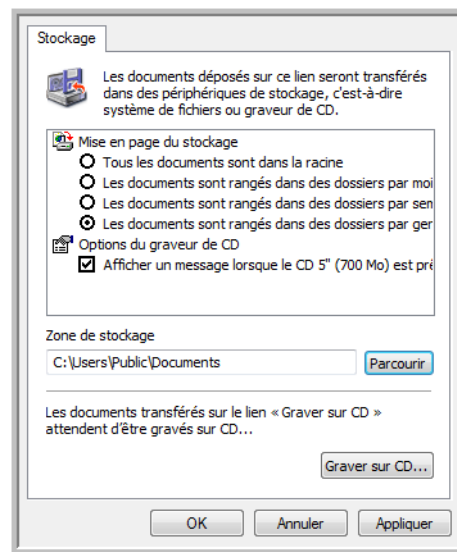 Stockage
Les documents déposés sur ce lien seront transférés
dans des périphériques de stockage, c'est-à-dire
système de fichiers ou graveur de CD.
Mise en page du stockage
Tous les documents sont dans la racine
Les documents sont rangés dans des dossiers par moi
Les documents sont rangés dans des dossiers par sem
Les documents sont rangés dans des dossiers par ger
Options du graveur de CD
Afficher un message lorsque le CD 5" (700 Mo) est pré
Zone de stockage
C:\Users\Public\Documents
Parcourir
Les documents transférés sur le lien « Graver sur CD »
attendent d'être gravés sur CD...
Graver sur CD...
OK
Annuler
Appliquer